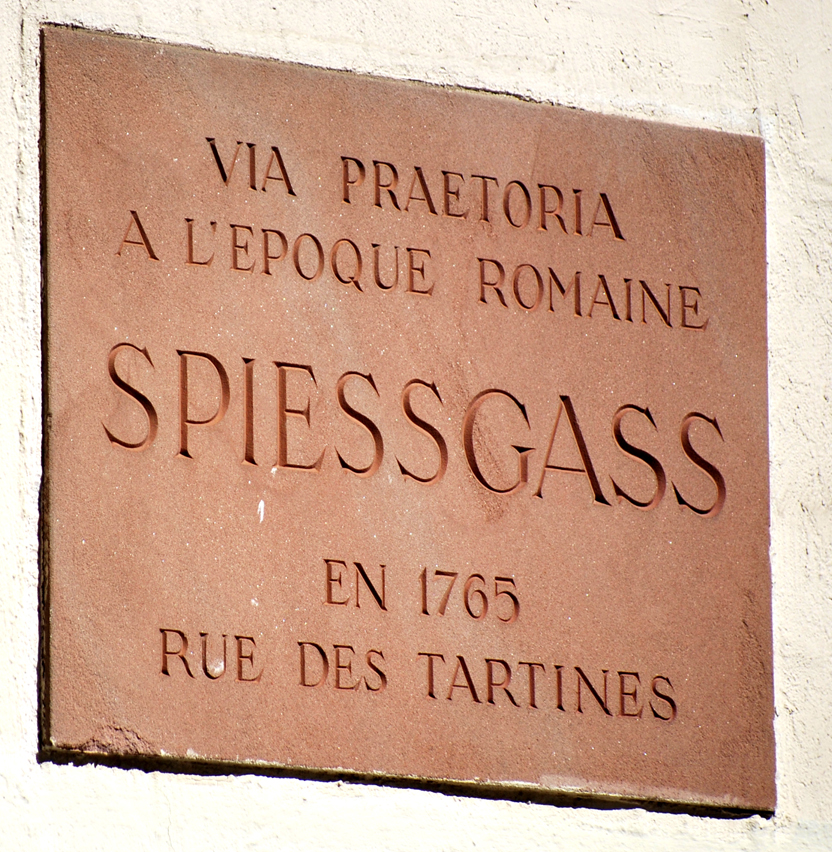 VIA PRAETORIA
A L'EPOQUE ROMAINE
SPIESSGASS
EN 1765
RUE DES TARTINES